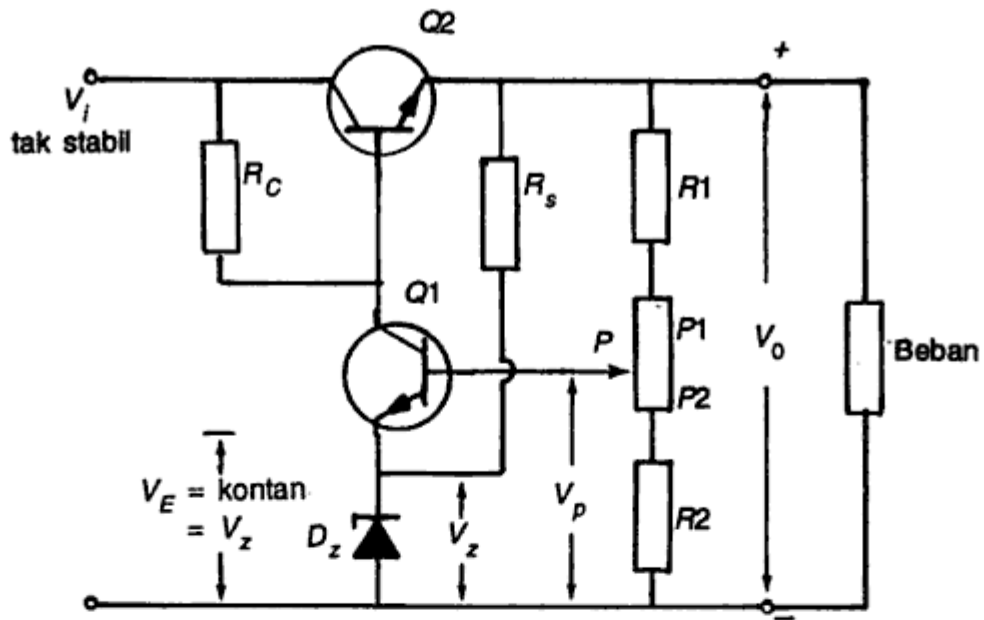 Q2
+
V_i
tak stabil
R_C
R_s
R1
Q1
P
P1
V_0
Beban
P2
V_E = kontan
= V_z
D_z
V_z
V_p
R2
−